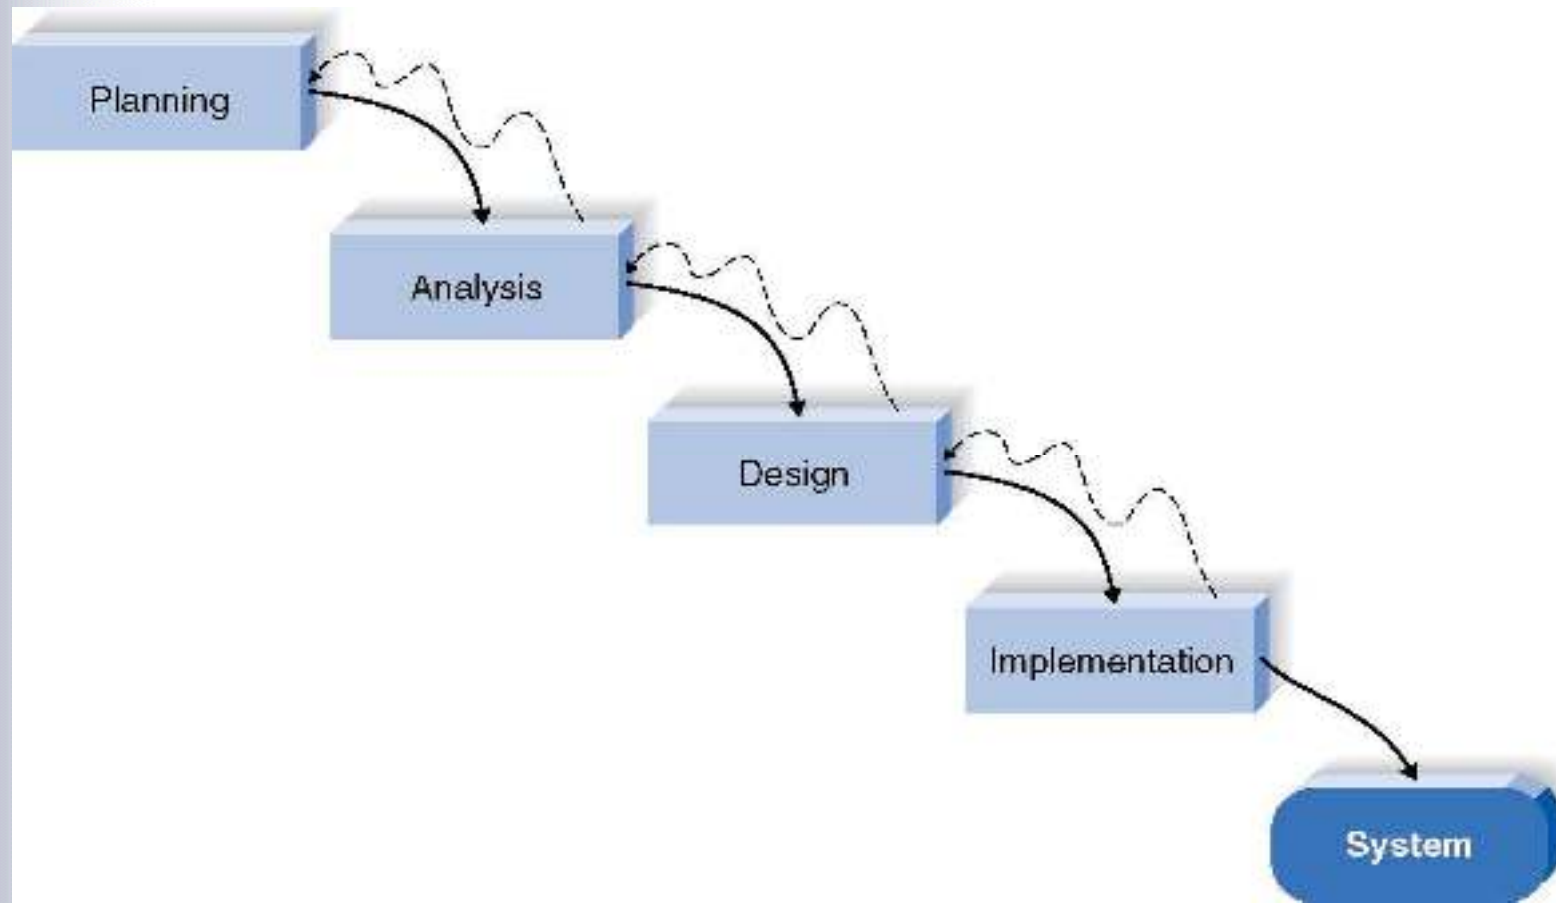 Planning
Analysis
Design
Implementation
System